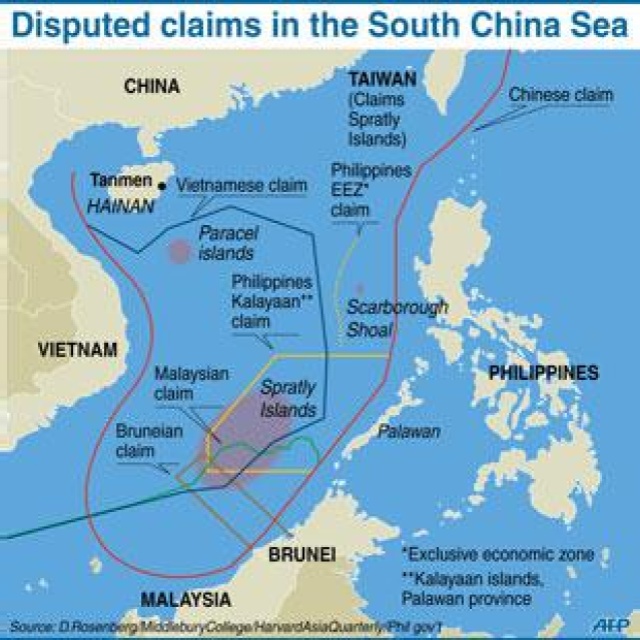 Disputed claims in the South China Sea
CHINA
TAIWAN
(Claims
Spratly
Islands)
Chinese claim
Tanmen
HAINAN
Vietnamese claim
Philippines
EEZ*
claim
Paracel
islands
Philippines
Kalayaan**
claim
Scarborough
Shoal
VIETNAM
Malaysian
claim
Spratly
Islands
PHILIPPINES
Bruneian
claim
Palawan
BRUNEI
*Exclusive economic zone
**Kalayaan islands,
Palawan province
MALAYSIA
Source: D.Rosenberg/MiddleburyCollege/HarvardAsiaQuarterly/Phil gov't
AFP